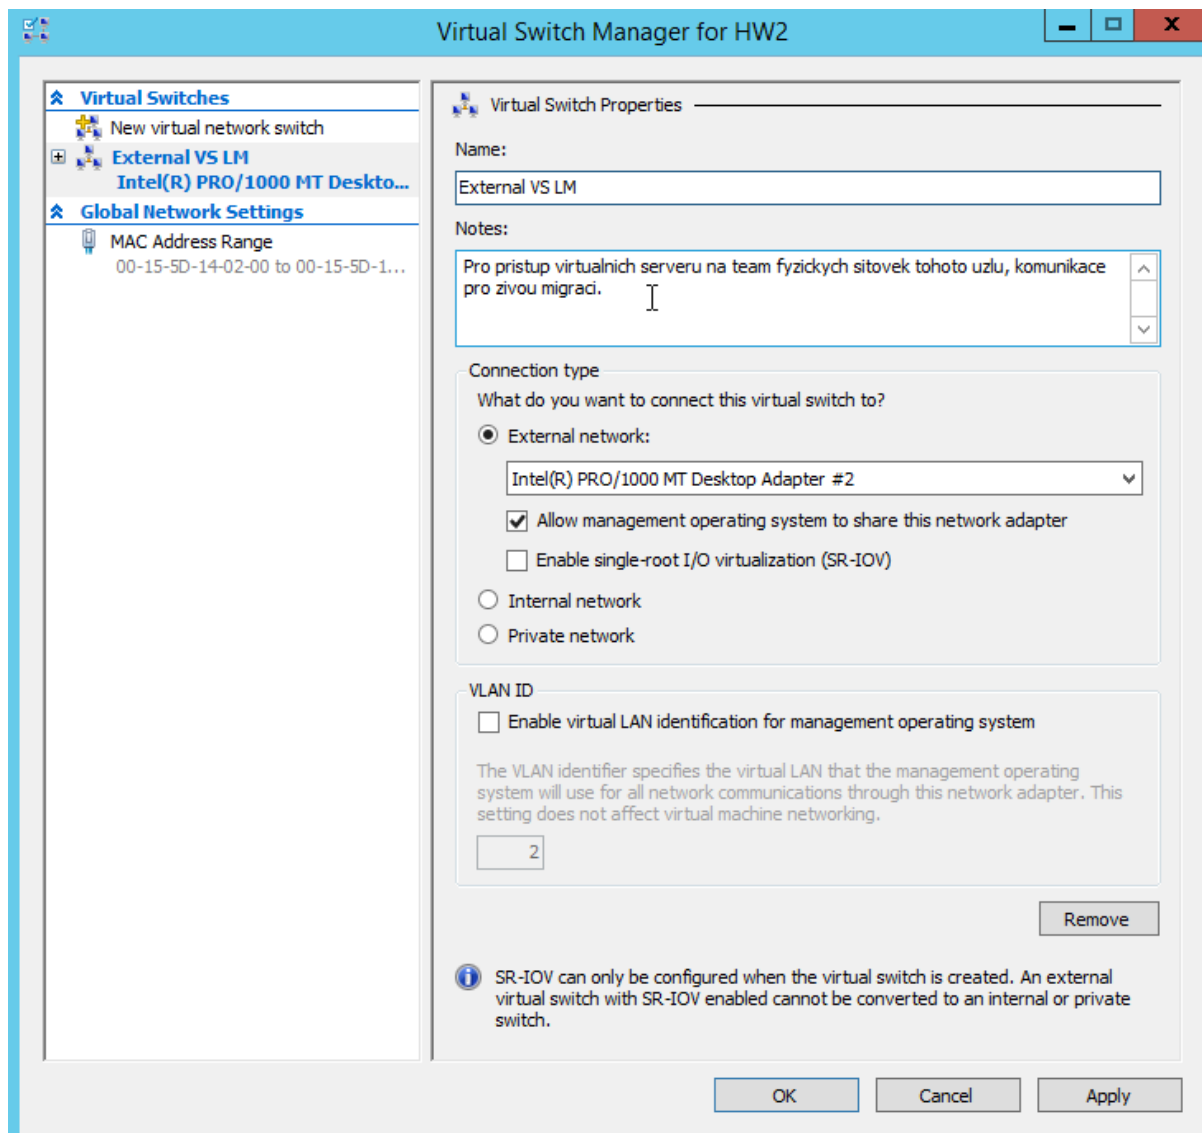 Virtual Switch Manager for HW2
Virtual Switches
New virtual network switch
External VS LM
Intel(R) PRO/1000 MT Deskto...
Global Network Settings
MAC Address Range
00-15-5D-14-02-00 to 00-15-5D-1...
Virtual Switch Properties
Name:
External VS LM
Notes:
Pro pristup virtualnich serveru na team fyzickych sitovek tohoto uzlu, komunikace
pro zivou migraci.
Connection type
What do you want to connect this virtual switch to?
External network:
Intel(R) PRO/1000 MT Desktop Adapter #2
Allow management operating system to share this network adapter
Enable single-root I/O virtualization (SR-IOV)
Internal network
Private network
VLAN ID
Enable virtual LAN identification for management operating system
The VLAN identifier specifies the virtual LAN that the management operating
system will use for all network communications through this network adapter. This
setting does not affect virtual machine networking.
2
Remove
SR-IOV can only be configured when the virtual switch is created. An external
virtual switch with SR-IOV enabled cannot be converted to an internal or private
switch.
OK
Cancel
Apply